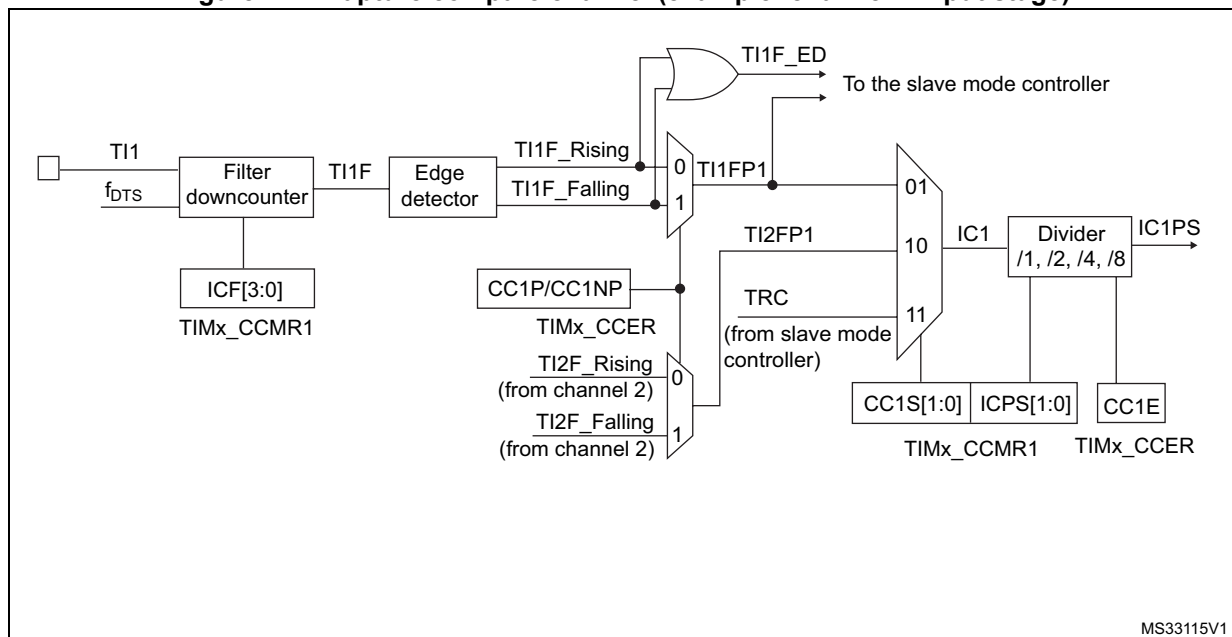 TI1F_ED
To the slave mode controller
TI1
fDTS
Filter
downcounter
TI1F
Edge
detector
TI1F_Rising
TI1F_Falling
0
1
TI1FP1
01
TI2FP1
10
IC1
Divider
/1, /2, /4, /8
IC1PS
ICF[3:0]
TIMx_CCMR1
CC1P/CC1NP
TIMx_CCER
TRC
11
(from slave mode
controller)
TI2F_Rising
(from channel 2)
0
TI2F_Falling
(from channel 2)
1
CC1S[1:0]
ICPS[1:0]
CC1E
TIMx_CCMR1
TIMx_CCER
MS33115V1